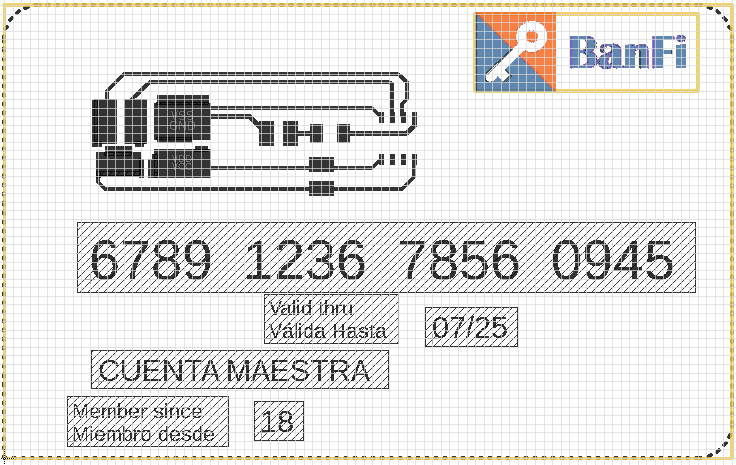 BanFi
6789 1236 7856 0945
Valid thru
Válida Hasta
07/25
CUENTA MAESTRA
Member since
Miembro desde
18